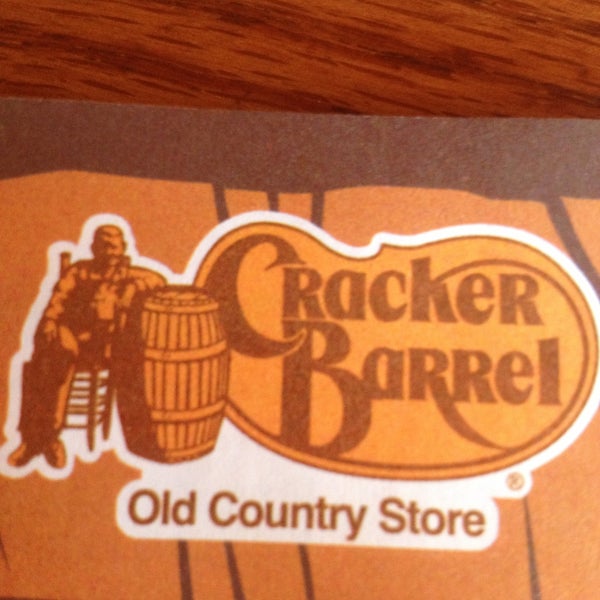 Cracker
Barrel
®
Old Country Store